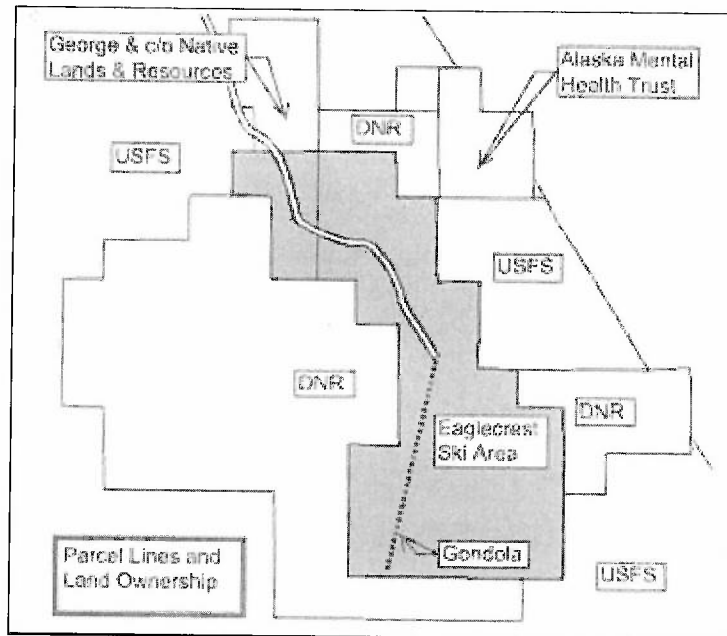 George & c/o Native
Lands & Resources
Alaska Mental
Health Trust
DNR
USFS
USFS
DNR
DNR
Eaglecrest
Ski Area
Gondola
Parcel Lines and
Land Ownership
USFS